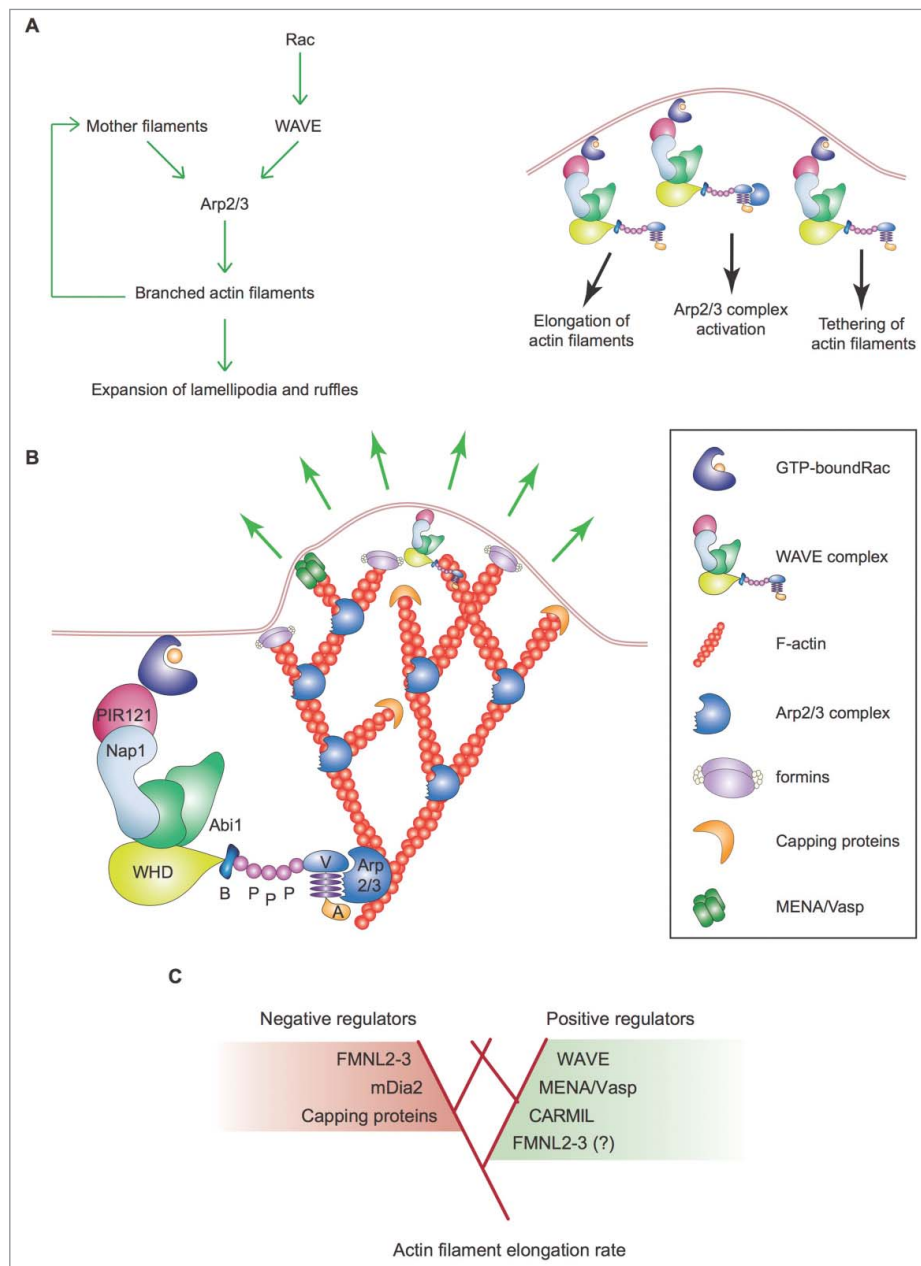 A
Rac
Mother filaments
WAVE
Arp2/3
Branched actin filaments
Expansion of lamellipodia and ruffles
Elongation of
actin filaments
Arp2/3 complex
activation
Tethering of
actin filaments
B
PIR121
Nap1
Abi1
WHD
B
P
P
P
V
A
Arp
2/3
GTP-boundRac
WAVE complex
F-actin
Arp2/3 complex
formins
Capping proteins
MENA/Vasp
C
Negative regulators
FMNL2-3
mDia2
Capping proteins
Positive regulators
WAVE
MENA/Vasp
CARMIL
FMNL2-3 (?)
Actin filament elongation rate